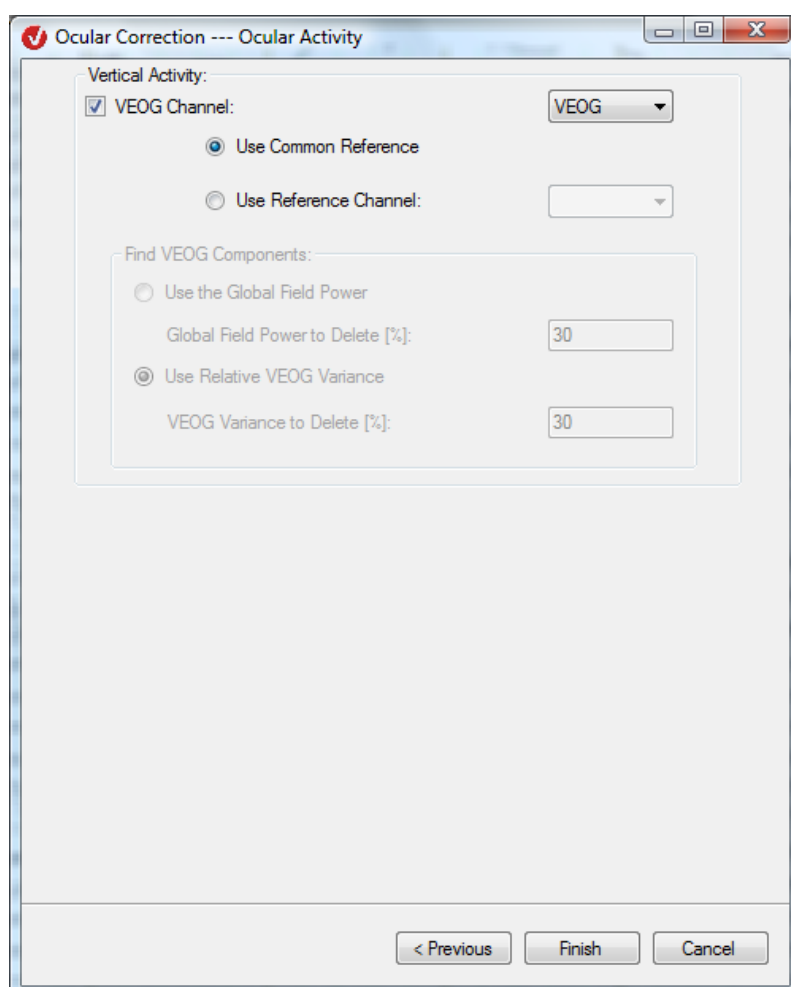 Ocular Correction --- Ocular Activity
Vertical Activity:
VEOG Channel: VEOG
Use Common Reference
Use Reference Channel:
Find VEOG Components:
Use the Global Field Power
Global Field Power to Delete [%]: 30
Use Relative VEOG Variance
VEOG Variance to Delete [%]: 30
< Previous Finish Cancel